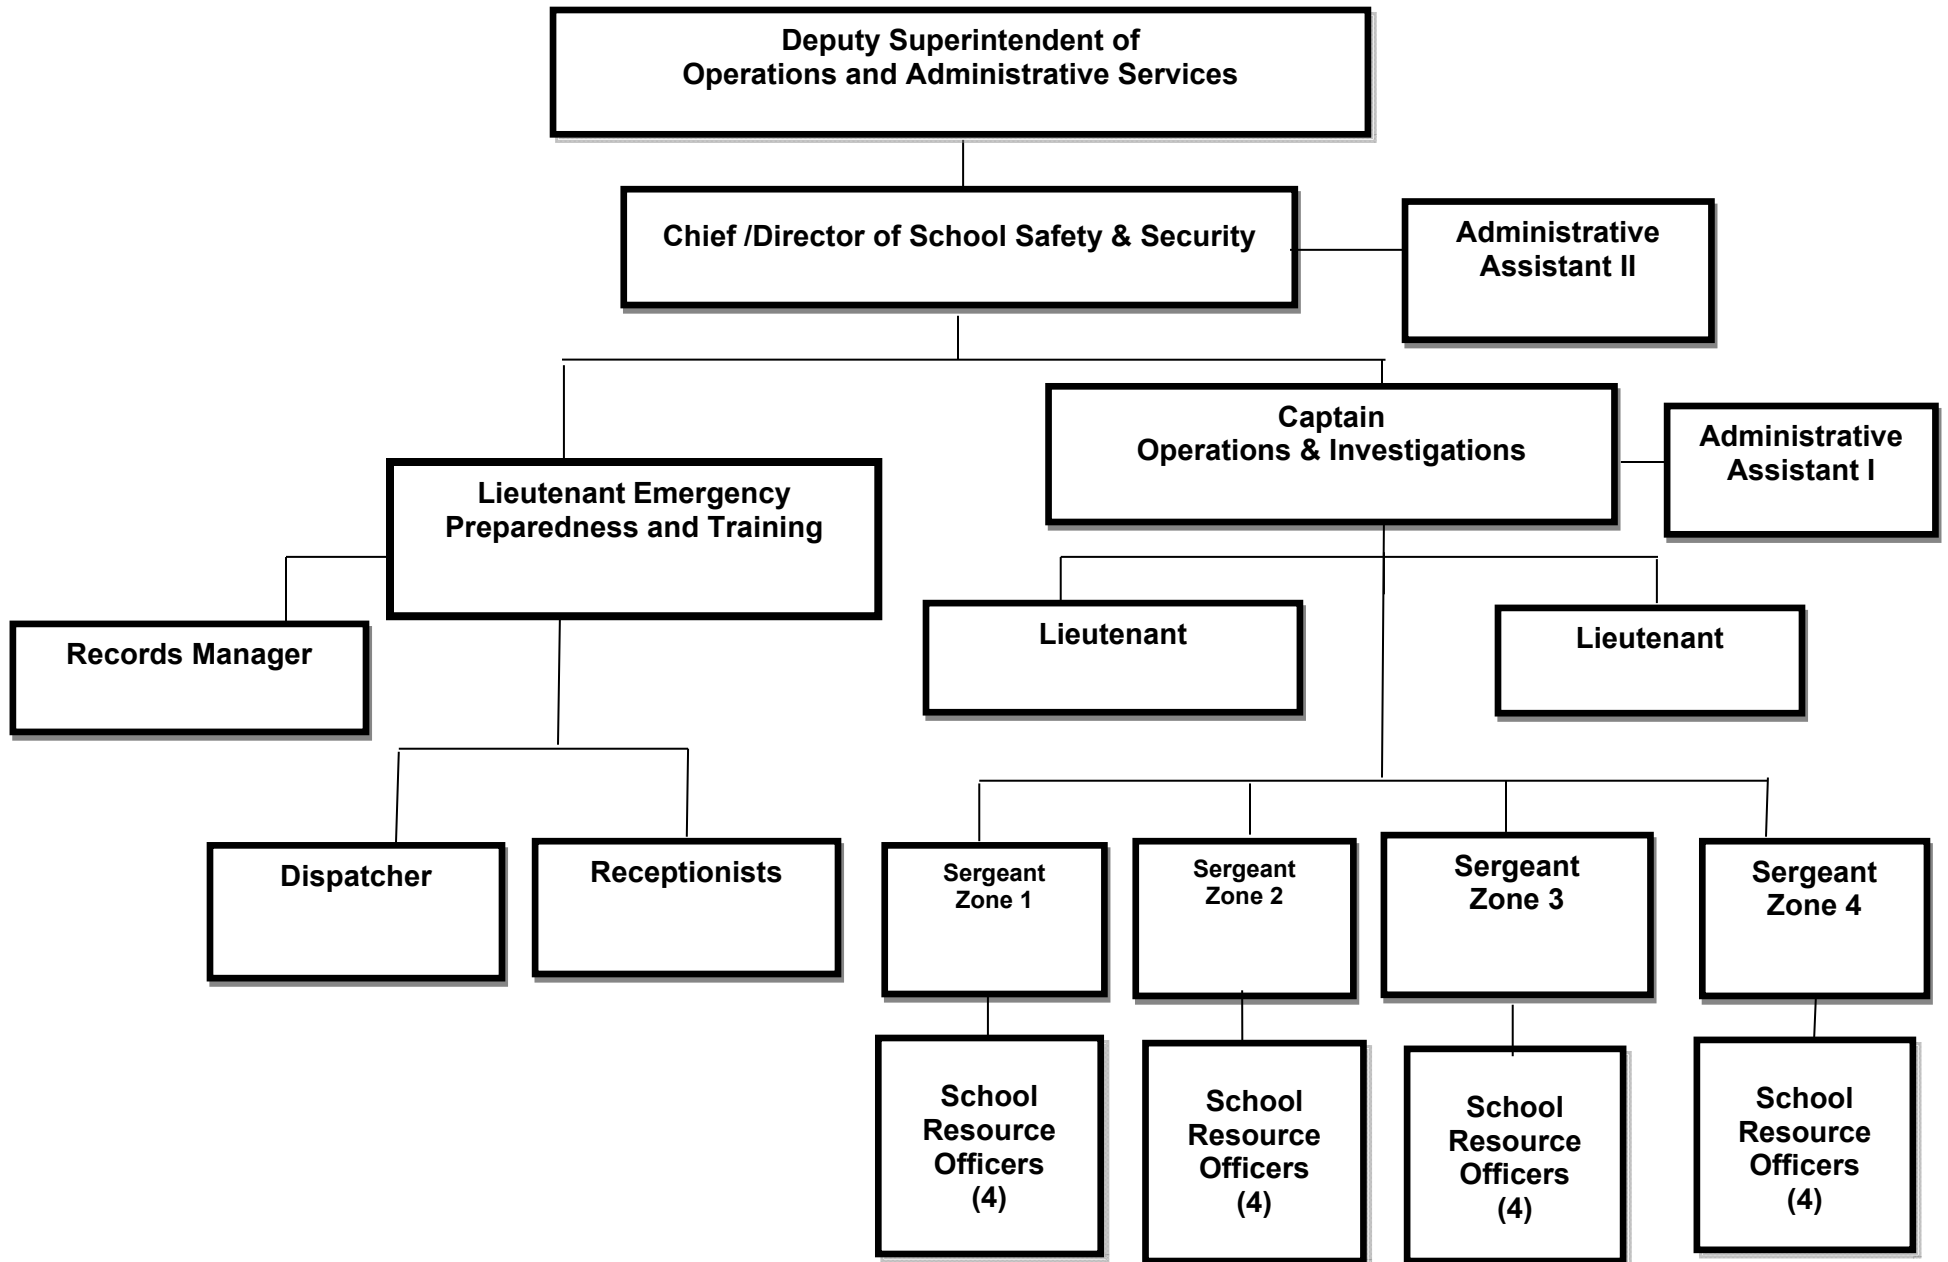 Deputy Superintendent of
Operations and Administrative Services
Chief /Director of School Safety & Security
Administrative
Assistant II
Captain
Operations & Investigations
Administrative
Assistant I
Lieutenant Emergency
Preparedness and Training
Records Manager
Lieutenant
Lieutenant
Dispatcher
Receptionists
Sergeant
Zone 1
Sergeant
Zone 2
Sergeant
Zone 3
Sergeant
Zone 4
School
Resource
Officers
(4)
School
Resource
Officers
(4)
School
Resource
Officers
(4)
School
Resource
Officers
(4)